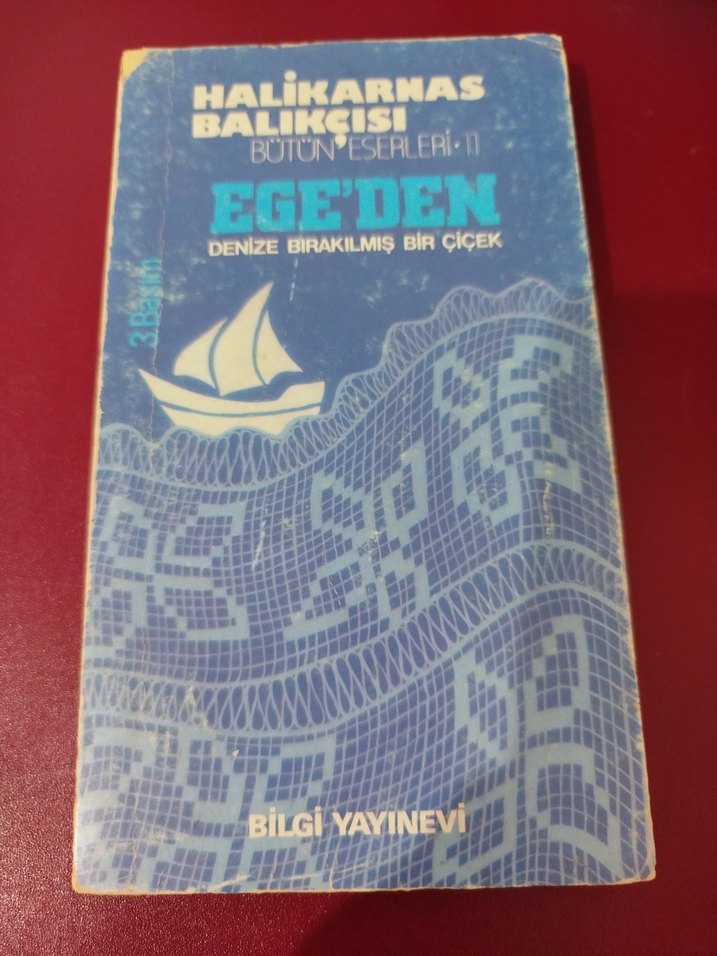 HALİKARNAS
BALIKÇISI
BÜTÜN ESERLERİ • 11
EGE'DEN
DENİZE BIRAKILMIŞ BİR ÇİÇEK
3.Basım
BİLGİ YAYINEVİ